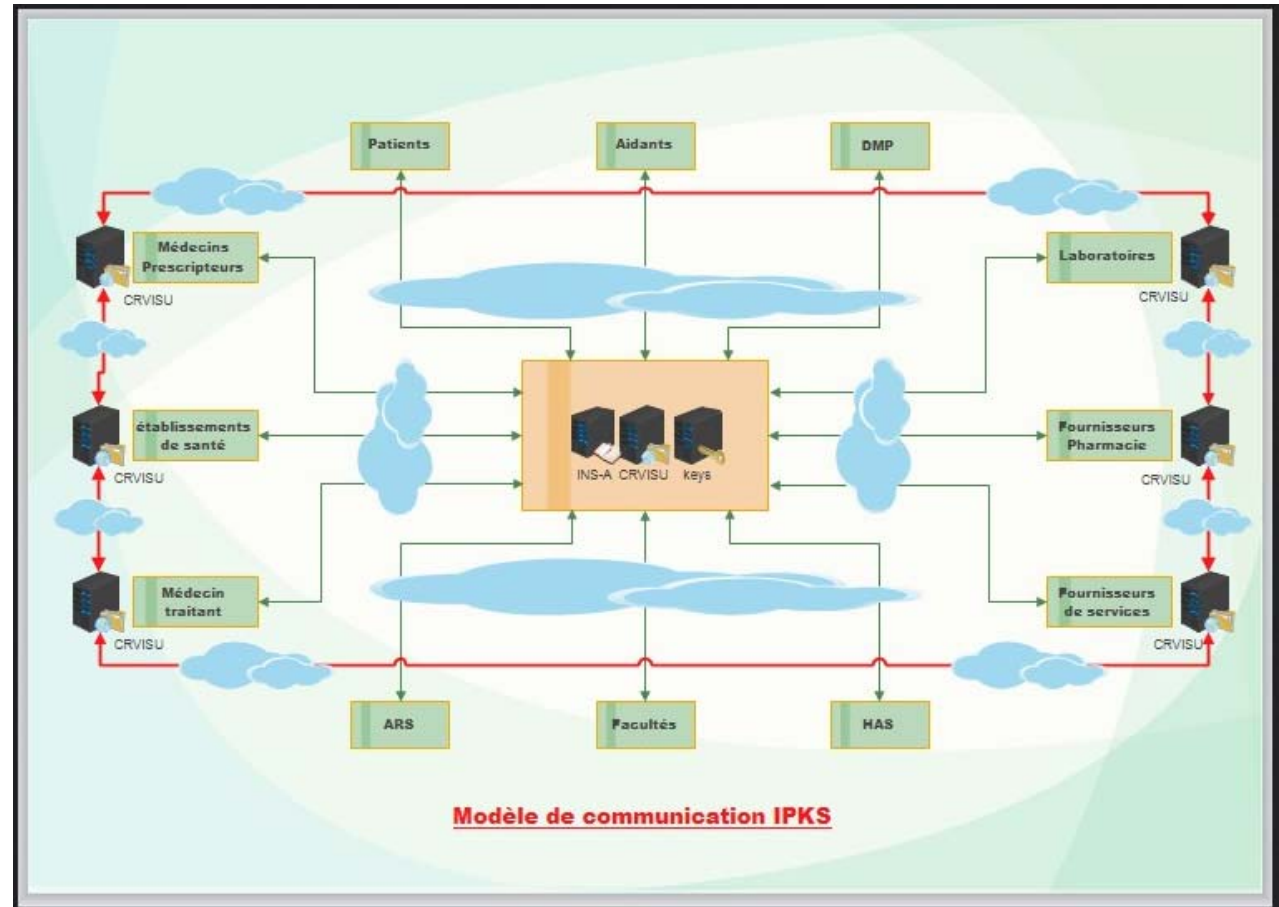 Patients
Aidants
DMP
Médecins
Prescripteurs
CRVISU
Laboratoires
CRVISU
établissements
de santé
CRVISU
INS-A CRVISU keys
Fournisseurs
Pharmacie
CRVISU
Médecin
traitant
CRVISU
Fournisseurs
de services
CRVISU
ARS
Facultés
HAS
Modèle de communication IPKS